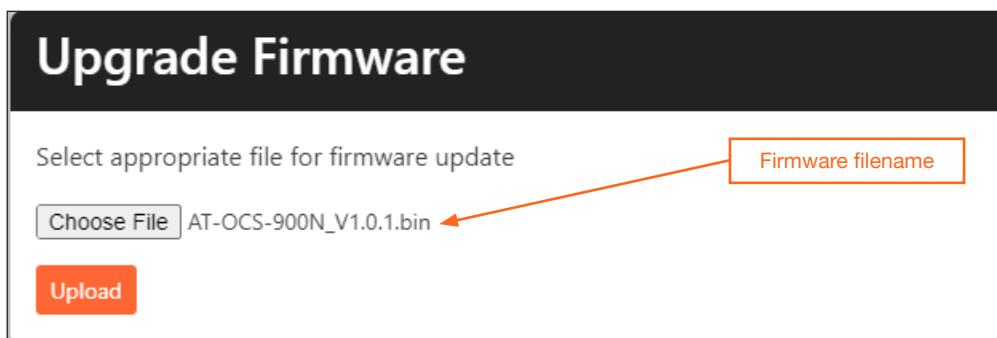 Upgrade Firmware
Select appropriate file for firmware update
Firmware filename
Choose File AT-OCS-900N_V1.0.1.bin
Upload